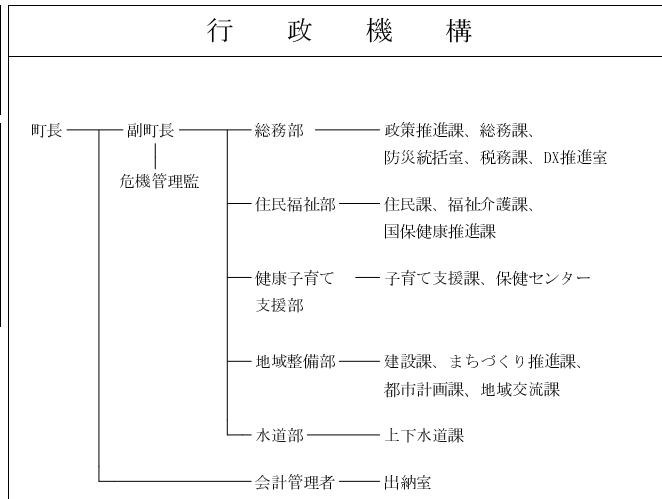 行政機構
町長 副町長 総務部 政策推進課、総務課、
防災統括室、税務課、DX推進室
危機管理監
住民福祉部 住民課、福祉介護課、
国保健康推進課
健康子育て 子育て支援課、保健センター
支援部
地域整備部 建設課、まちづくり推進課、
都市計画課、地域交流課
水道部 上下水道課
会計管理者 出納室